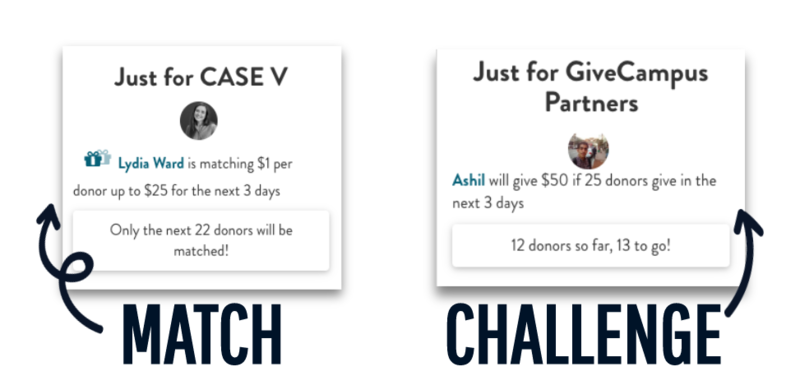 Just for CASE V
Lydia Ward is matching $1 per
donor up to $25 for the next 3 days
Only the next 22 donors will be
matched!
MATCH
Just for GiveCampus
Partners
Ashil will give $50 if 25 donors give in the
next 3 days
12 donors so far, 13 to go!
CHALLENGE